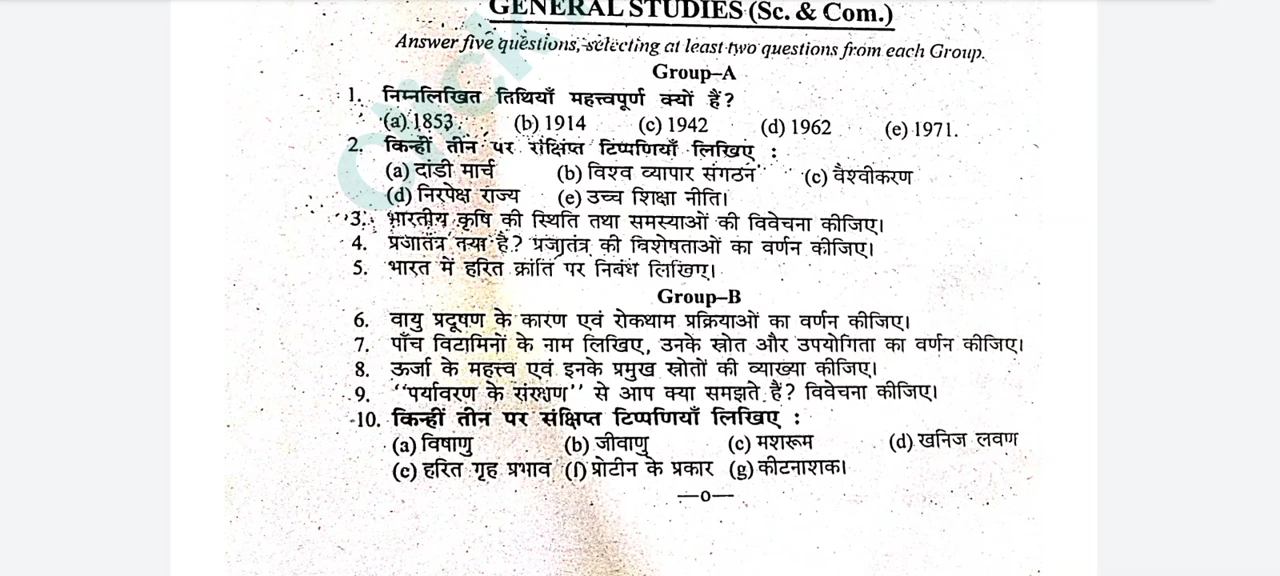 GENERAL STUDIES (Sc. & Com.)
Answer five questions, selecting at least two questions from each Group.
Group–A
1. निम्नलिखित तिथियाँ महत्त्वपूर्ण क्यों हैं?
(a) 1853 (b) 1914 (c) 1942 (d) 1962 (e) 1971.
2. किन्हीं तीन पर संक्षिप्त टिप्पणियाँ लिखिए :
(a) दांडी मार्च (b) विश्व व्यापार संगठन (c) वैश्वीकरण
(d) निरपेक्ष राज्य (e) उच्च शिक्षा नीति।
3. भारतीय कृषि की स्थिति तथा समस्याओं की विवेचना कीजिए।
4. प्रजातंत्र क्या है? प्रजातंत्र की विशेषताओं का वर्णन कीजिए।
5. भारत में हरित क्रांति पर निबंध लिखिए।
Group–B
6. वायु प्रदूषण के कारण एवं रोकथाम प्रक्रियाओं का वर्णन कीजिए।
7. पाँच विटामिनों के नाम लिखिए, उनके स्रोत और उपयोगिता का वर्णन कीजिए।
8. ऊर्जा के महत्त्व एवं इनके प्रमुख स्रोतों की व्याख्या कीजिए।
9. "पर्यावरण के संरक्षण" से आप क्या समझते हैं? विवेचना कीजिए।
10. किन्हीं तीन पर संक्षिप्त टिप्पणियाँ लिखिए :
(a) विषाणु (b) जीवाणु (c) मशरूम (d) खनिज लवण
(e) हरित गृह प्रभाव (f) प्रोटीन के प्रकार (g) कीटनाशक।
—o—